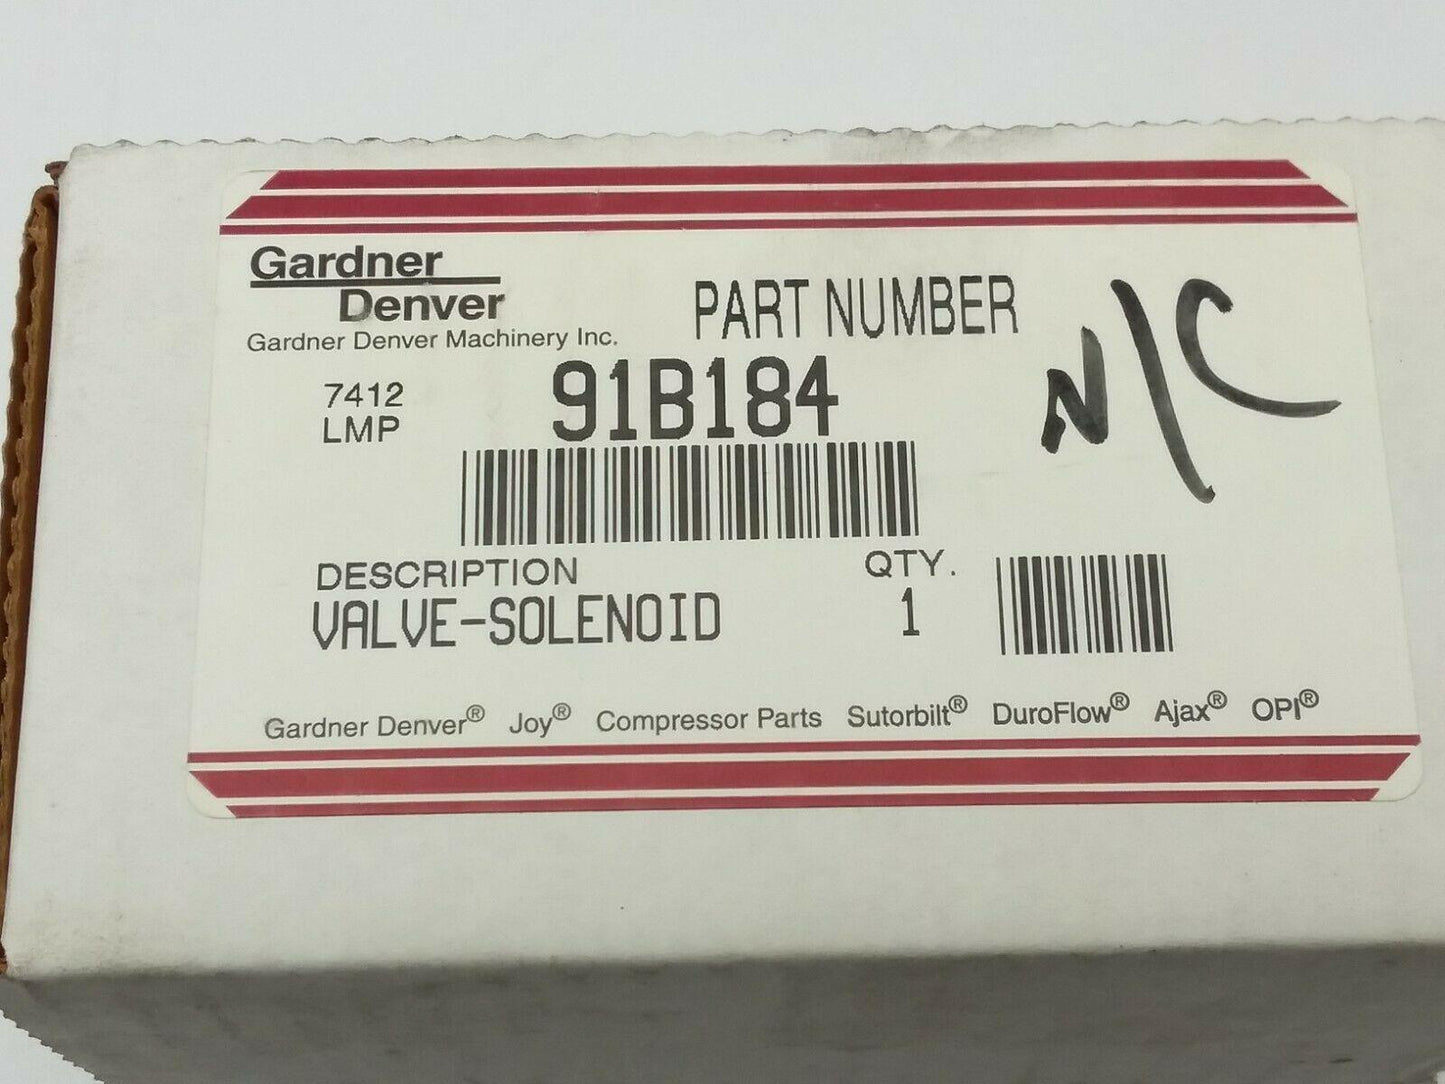 Gardner
Denver
Gardner Denver Machinery Inc.
PART NUMBER
N/C
7412
LMP
91B184
DESCRIPTION
QTY.
VALVE-SOLENOID
1
Gardner Denver® Joy® Compressor Parts Sutorbilt® DuroFlow® Ajax® OPI®